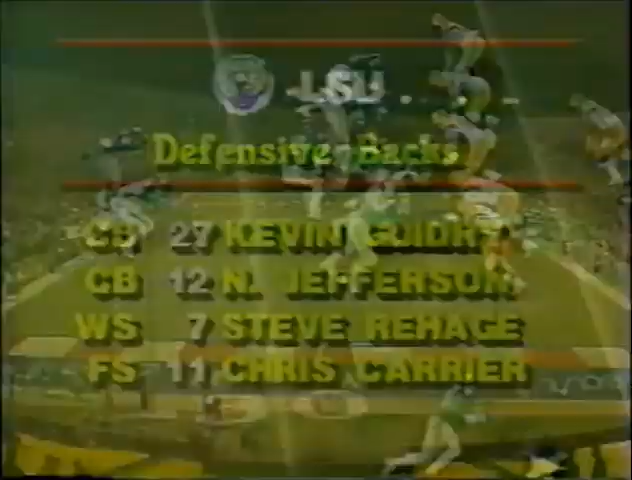 LSU
Defensive Backs
CB 27 KEVIN GUIDRY
CB 12 N. JEFFERSON
WS 7 STEVE REHAGE
FS 11 CHRIS CARRIER